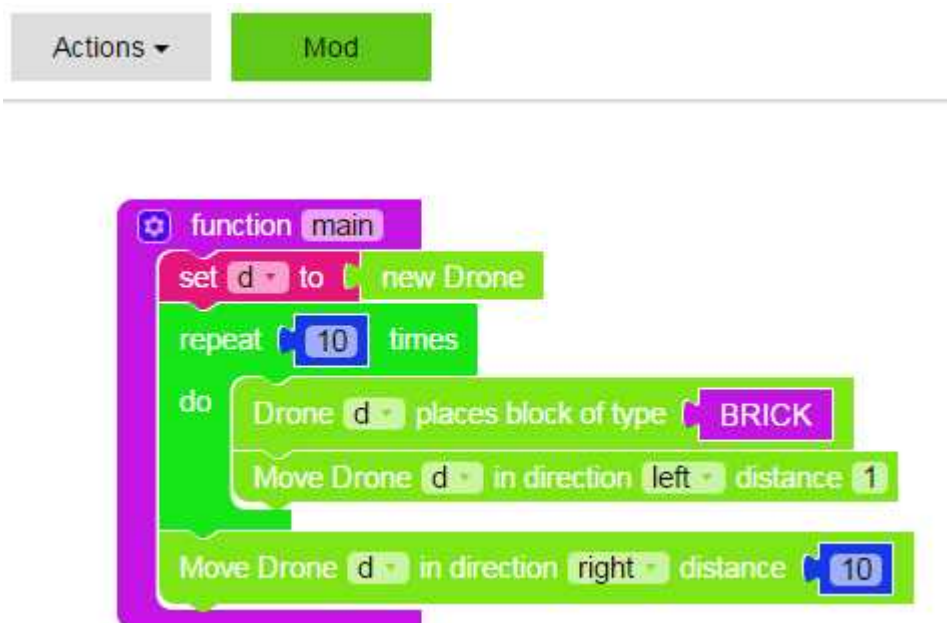 Actions Mod
function main
set d to new Drone
repeat 10 times
do Drone d places block of type BRICK
Move Drone d in direction left distance 1
Move Drone d in direction right distance 10